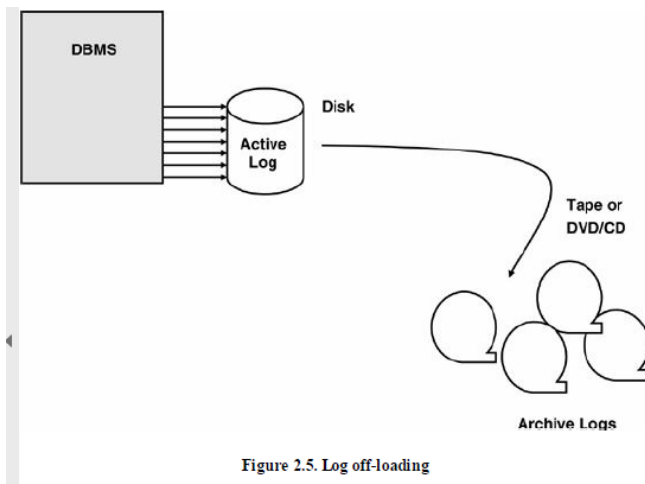 DBMS
Disk
Active
Log
Tape or
DVD/CD
Archive Logs
Figure 2.5. Log off-loading